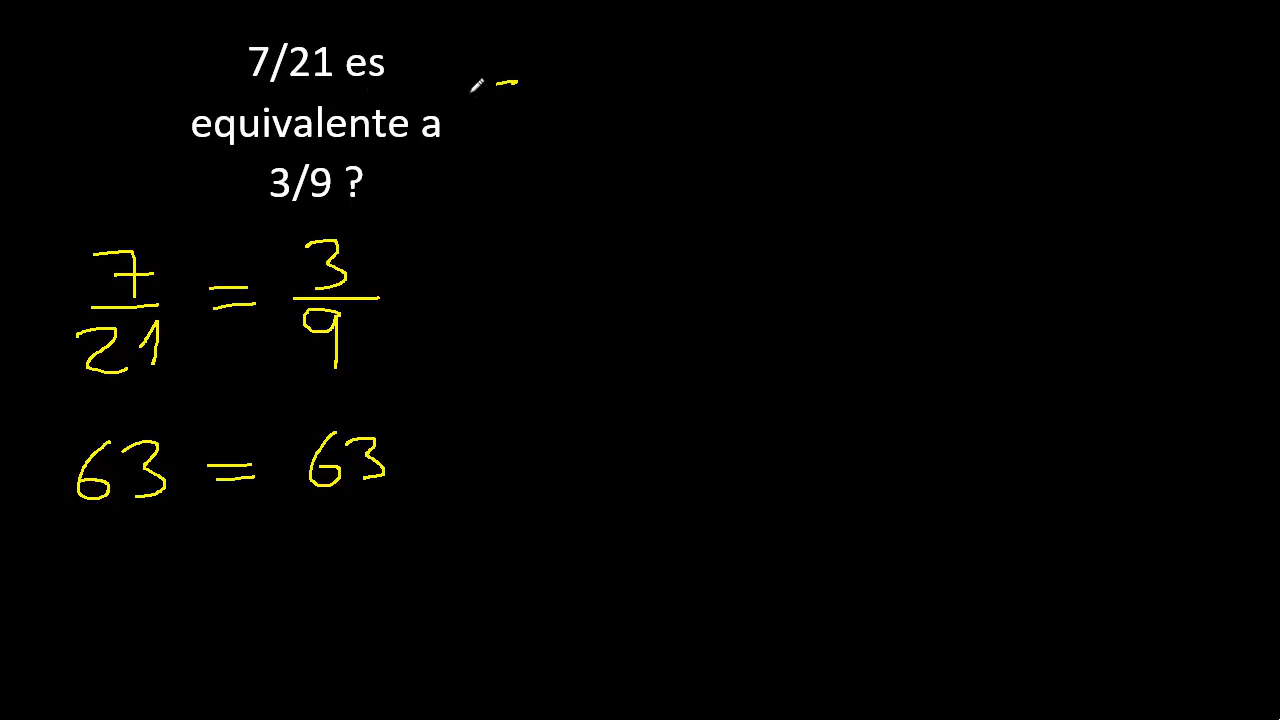 7/21 es
equivalente a
3/9 ?
7/21 = 3/9
63 = 63